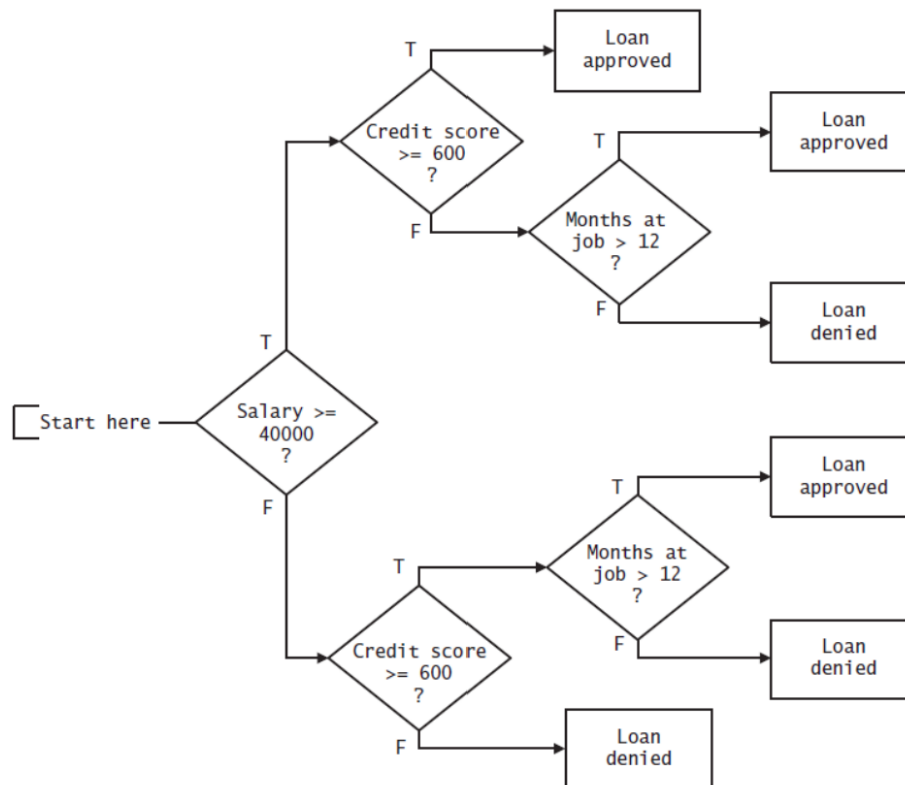 T
Loan
approved
Credit score
>= 600
?
T
Loan
approved
F
Months at
job > 12
?
F
Loan
denied
T
Start here
Salary >=
40000
?
F
T
Loan
approved
T
Months at
job > 12
?
F
Loan
denied
Credit score
>= 600
?
F
Loan
denied